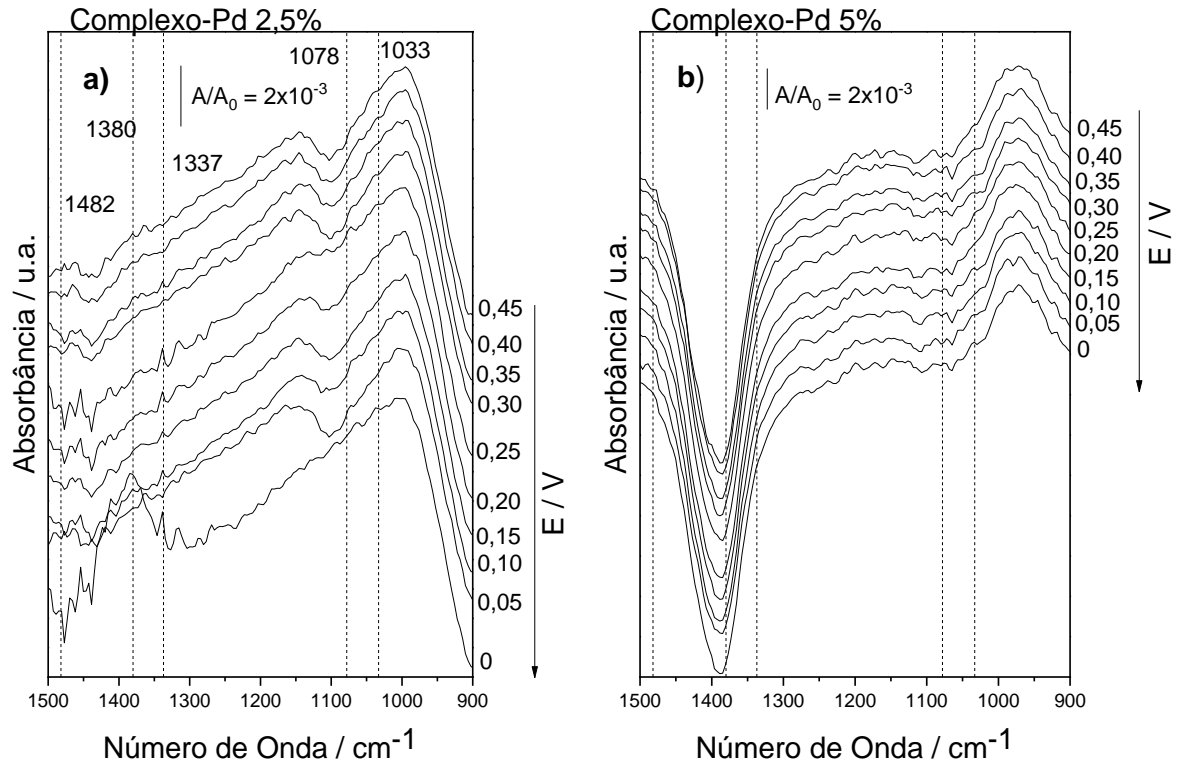 Complexo-Pd 2,5%
a)
A/A0 = 2x10-3
1078
1033
1380
1337
1482
0,45
0,40
0,35
0,30
0,25
0,20
0,15
0,10
0,05
0
E / V
Absorbância / u.a.
1500 1400 1300 1200 1100 1000 900
Número de Onda / cm-1
Complexo-Pd 5%
b)
A/A0 = 2x10-3
0,45
0,40
0,35
0,30
0,25
0,20
0,15
0,10
0,05
0
E / V
Absorbância / u.a.
1500 1400 1300 1200 1100 1000 900
Número de Onda / cm-1